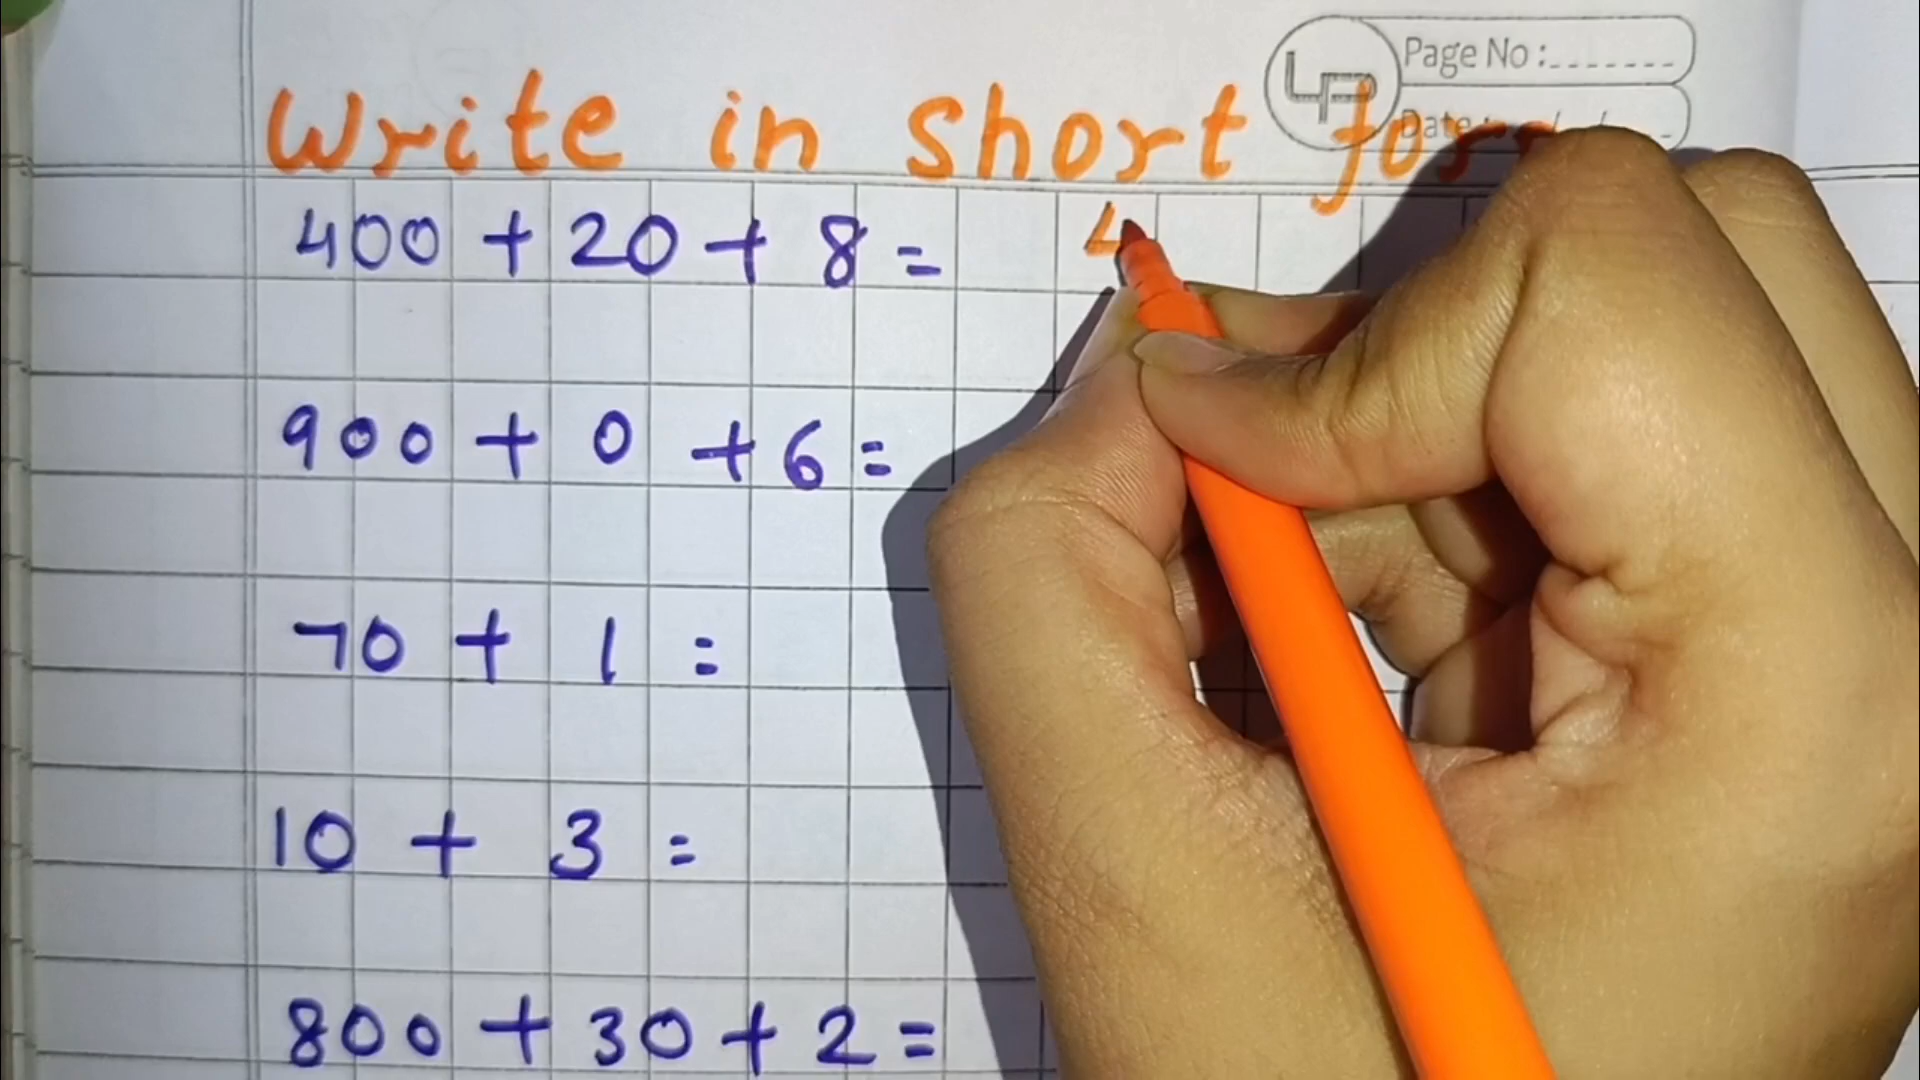 Page No :
Date
Write in short
400 + 20 + 8 = 4
900 + 0 + 6 =
70 + 1 =
10 + 3 =
800 + 30 + 2 =